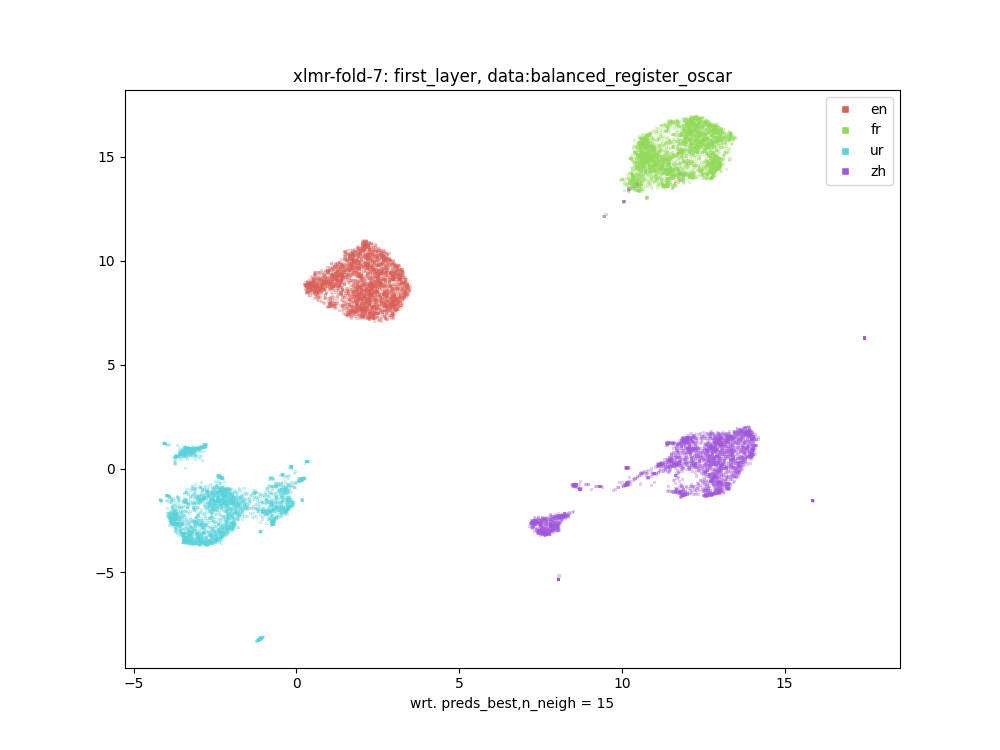 xlmr-fold-7: first_layer, data:balanced_register_oscar
en
fr
ur
zh
15
10
5
0
−5
−5
0
5
10
15
wrt. preds_best,n_neigh = 15